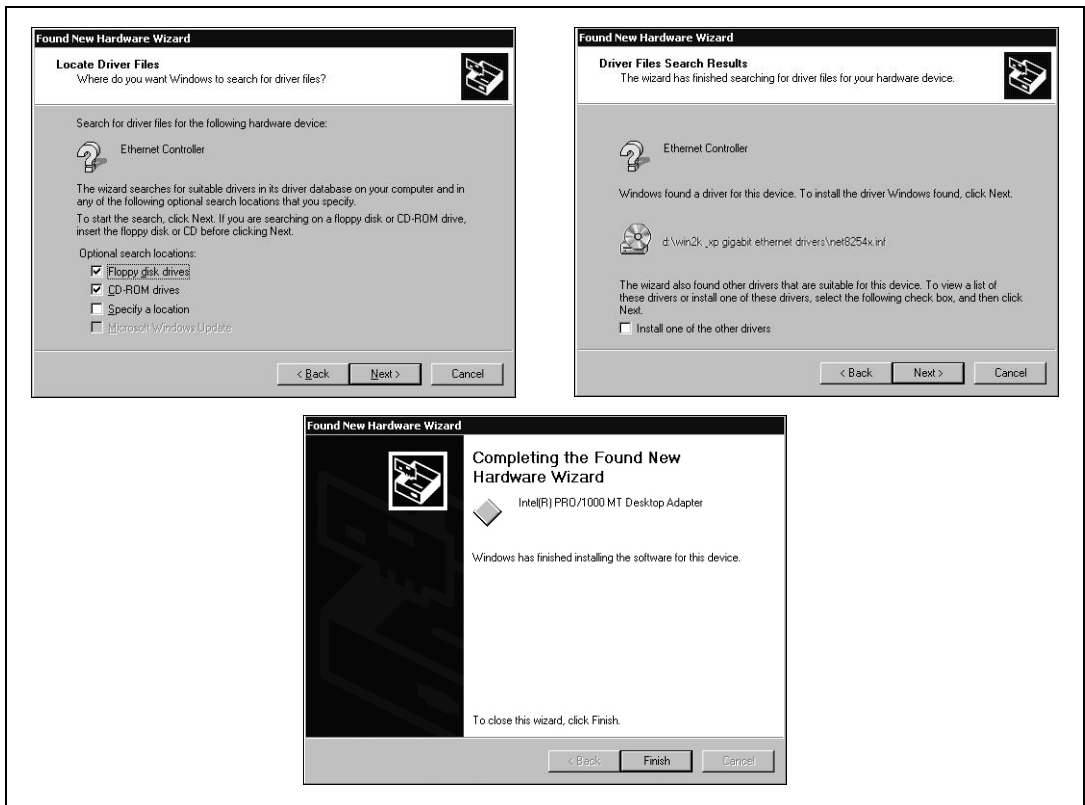 Found New Hardware Wizard
Locate Driver Files
Where do you want Windows to search for driver files?
Search for driver files for the following hardware device:
Ethernet Controller
The wizard searches for suitable drivers in its driver database on your computer and in
any of the following optional search locations that you specify.
To start the search, click Next. If you are searching on a floppy disk or CD-ROM drive,
insert the floppy disk or CD before clicking Next.
Optional search locations:
Floppy disk drives
CD-ROM drives
Specify a location
Microsoft Windows Update
< Back Next > Cancel
Found New Hardware Wizard
Driver Files Search Results
The wizard has finished searching for driver files for your hardware device.
Ethernet Controller
Windows found a driver for this device. To install the driver Windows found, click Next.
d:\win2k_xp gigabit ethernet drivers\net8254x.inf
The wizard also found other drivers that are suitable for this device. To view a list of
these drivers or install one of these drivers, select the following check box, and then click
Next.
Install one of the other drivers
< Back Next > Cancel
Found New Hardware Wizard
Completing the Found New
Hardware Wizard
Intel(R) PRO/1000 MT Desktop Adapter
Windows has finished installing the software for this device.
To close this wizard, click Finish.
< Back Finish Cancel